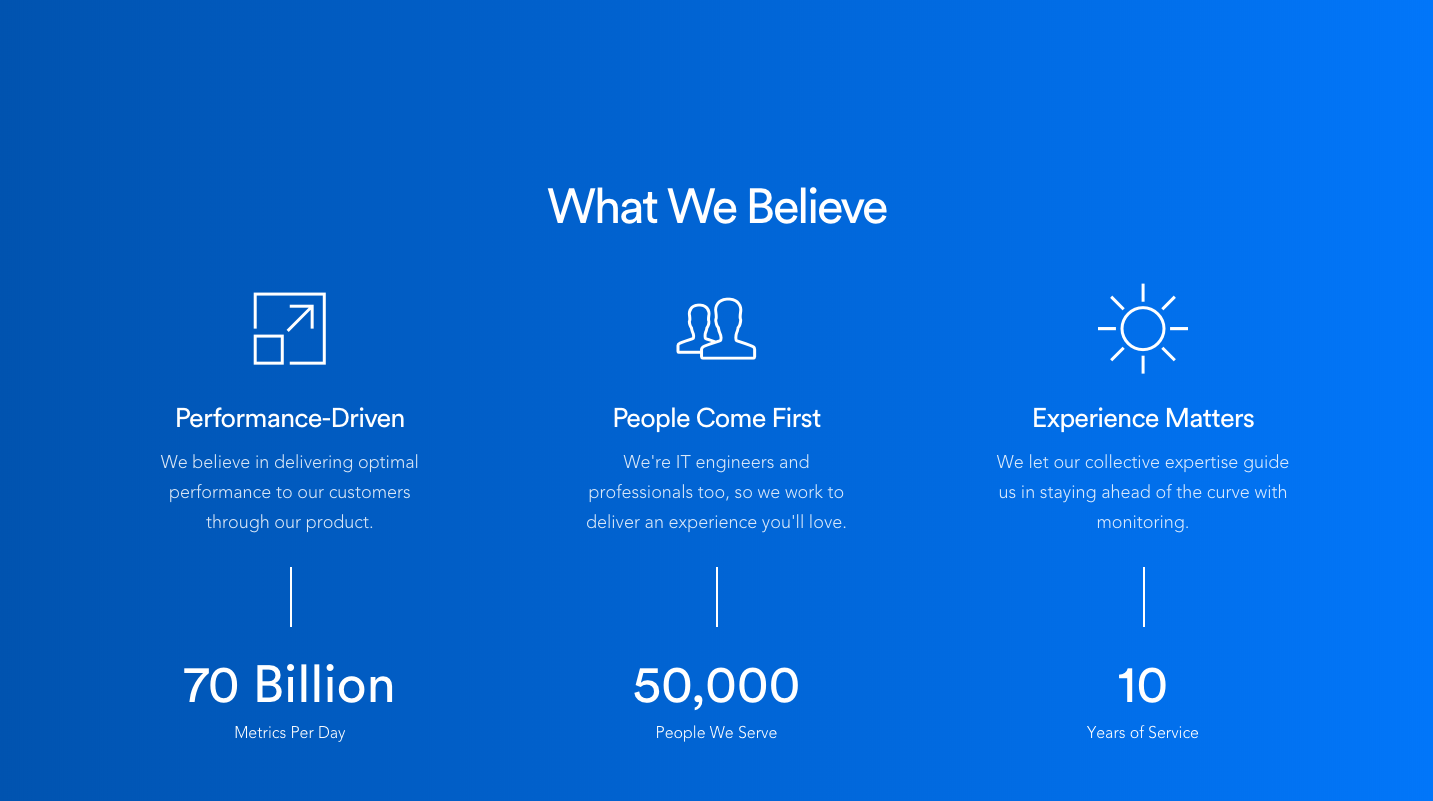 What We Believe
Performance-Driven
We believe in delivering optimal
performance to our customers
through our product.
70 Billion
Metrics Per Day
People Come First
We're IT engineers and
professionals too, so we work to
deliver an experience you'll love.
50,000
People We Serve
Experience Matters
We let our collective expertise guide
us in staying ahead of the curve with
monitoring.
10
Years of Service